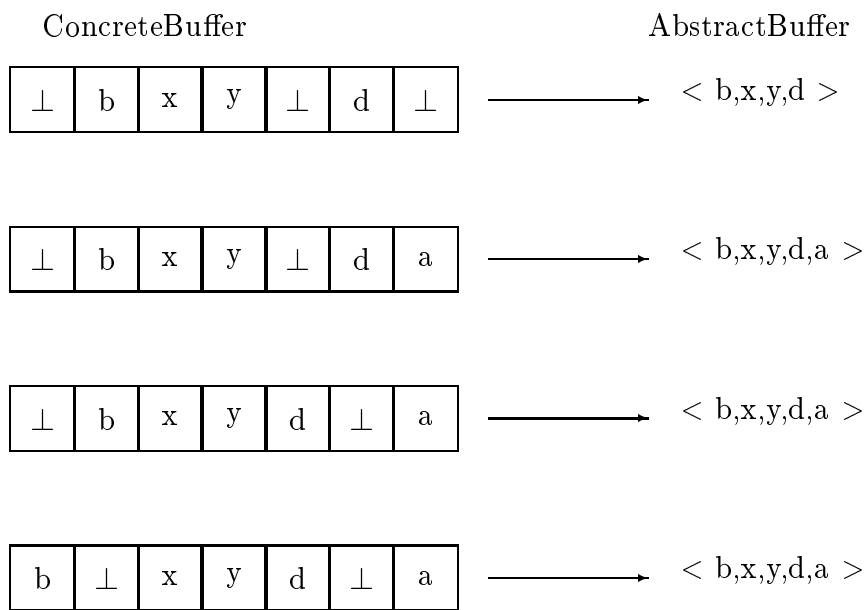 ConcreteBuffer AbstractBuffer
⊥ b x y ⊥ d ⊥ < b,x,y,d >
⊥ b x y ⊥ d a < b,x,y,d,a >
⊥ b x y d ⊥ a < b,x,y,d,a >
b ⊥ x y d ⊥ a < b,x,y,d,a >